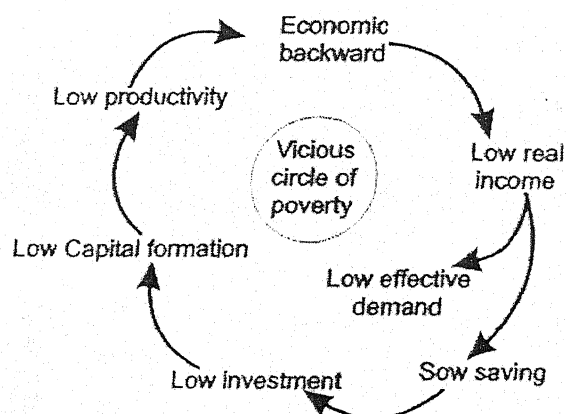 Economic
backward
Low productivity
Vicious
circle of
poverty
Low real
income
Low Capital formation
Low effective
demand
Low investment
Sow saving